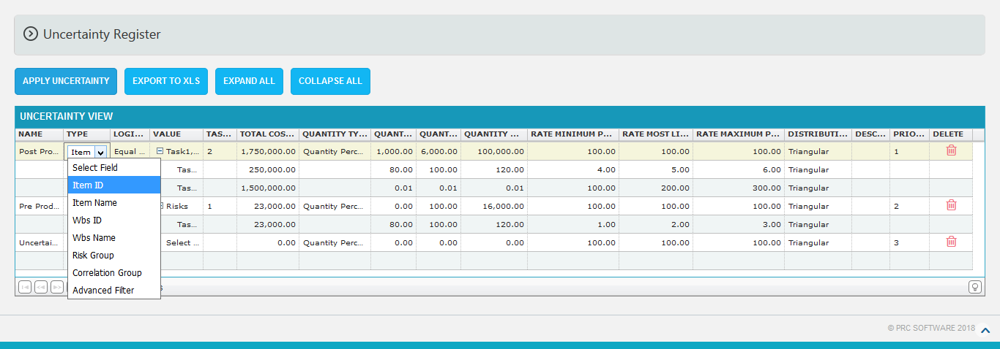 Uncertainty Register
APPLY UNCERTAINTY EXPORT TO XLS EXPAND ALL COLLAPSE ALL
UNCERTAINTY VIEW
NAME TYPE LOGI... VALUE TAS... TOTAL COS... QUANTITY TY... QUANT... QUANT... QUANTITY ... RATE MINIMUM P... RATE MOST LI... RATE MAXIMUM P... DISTRIBUTI... DESC... PRIO... DELETE
Post Pro... Item Equal ... Task1,... 2 1,750,000.00 Quantity Perc... 1,000.00 6,000.00 100,000.00 100.00 100.00 100.00 Triangular 1
Select Field Tas... 250,000.00 80.00 100.00 120.00 4.00 5.00 6.00 Triangular
Item ID Tas... 1,500,000.00 0.01 0.01 0.01 100.00 200.00 300.00 Triangular
Pre Prod... Item Name Risks 1 23,000.00 Quantity Perc... 0.00 100.00 16,000.00 100.00 100.00 100.00 Triangular 2
Wbs ID Tas... 23,000.00 80.00 100.00 120.00 1.00 2.00 3.00 Triangular
Uncertai... Wbs Name Select ... 0.00 Quantity Perc... 0.00 0.00 0.00 100.00 100.00 100.00 Triangular 3
Risk Group
Correlation Group
Advanced Filter
© PRC SOFTWARE 2018